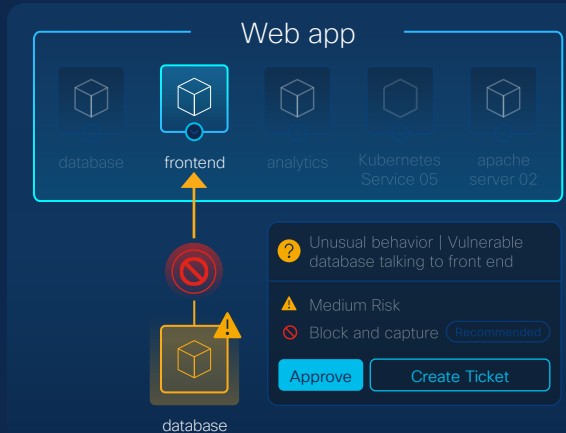 Web app
database
frontend
analytics
Kubernetes
Service 05
apache
server 02
Unusual behavior | Vulnerable
database talking to front end
Medium Risk
Block and capture
Recommended
Approve
Create Ticket
database